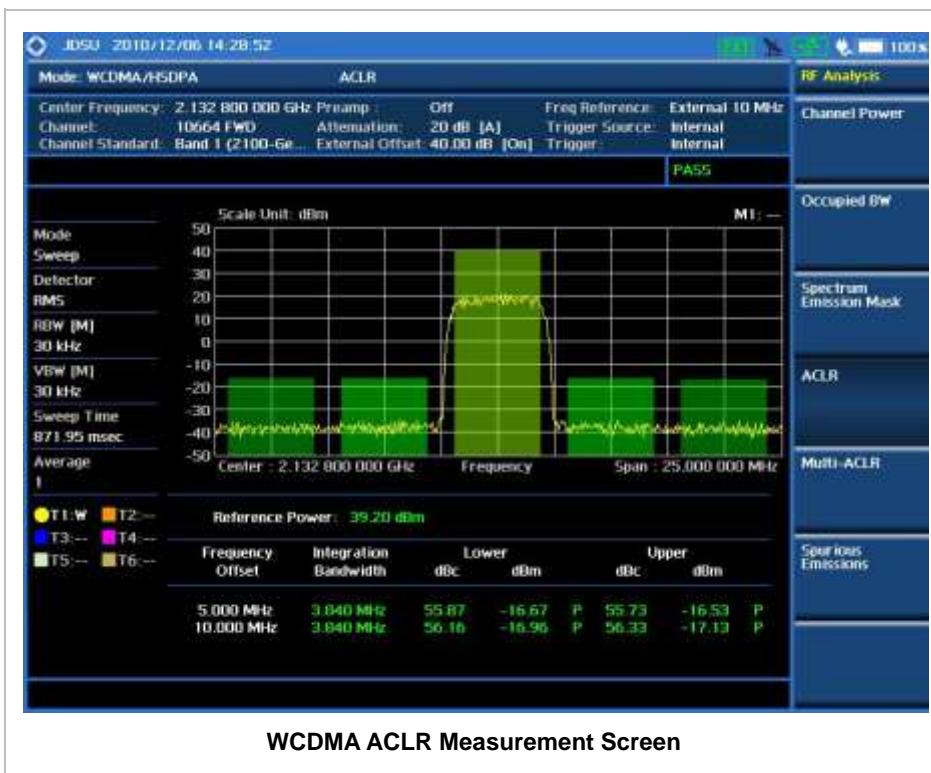 JDSU 2010/12/06 14:28:52
100%
Mode: WCDMA/HSDPA ACLR
RF Analysis
Center Frequency: 2.132 800 000 GHz Preamp : Off Freq Reference: External 10 MHz
Channel: 10664 FWD Attenuation: 20 dB [A] Trigger Source: Internal
Channel Standard: Band 1 (2100-Ge... External Offset: 40.00 dB [On] Trigger: Internal
PASS
Channel Power
Occupied BW
Spectrum
Emission Mask
ACLR
Multi-ACLR
Spurious
Emissions
Mode
Sweep
Detector
RMS
RBW [M]
30 kHz
VBW [M]
30 kHz
Sweep Time
871.95 msec
Average
1
T1:W T2:--
T3:-- T4:--
T5:-- T6:--
Scale Unit: dBm M1: --
50
40
30
20
10
0
-10
-20
-30
-40
-50
Center : 2.132 800 000 GHz Frequency Span : 25.000 000 MHz
Reference Power: 39.20 dBm
Frequency Integration Lower Upper
Offset Bandwidth dBc dBm dBc dBm
5.000 MHz 3.840 MHz 55.87 -16.67 P 55.73 -16.53 P
10.000 MHz 3.840 MHz 56.16 -16.96 P 56.33 -17.13 P
WCDMA ACLR Measurement Screen